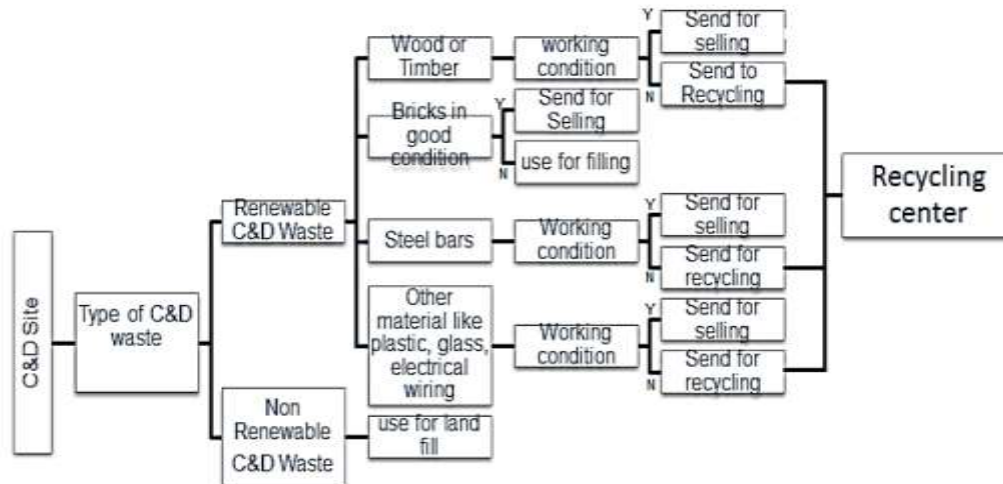 C&D Site
Type of C&D
waste
Renewable
C&D Waste
Wood or
Timber
working
condition
Y
Send for
selling
N
Send to
Recycling
Bricks in
good
condition
Y
Send for
Selling
N
use for filling
Steel bars
Working
condition
Y
Send for
selling
N
Send for
recycling
Other
material like
plastic, glass,
electrical
wiring
Working
condition
Y
Send for
selling
N
Send for
recycling
Recycling
center
Non
Renewable
C&D Waste
use for land
fill